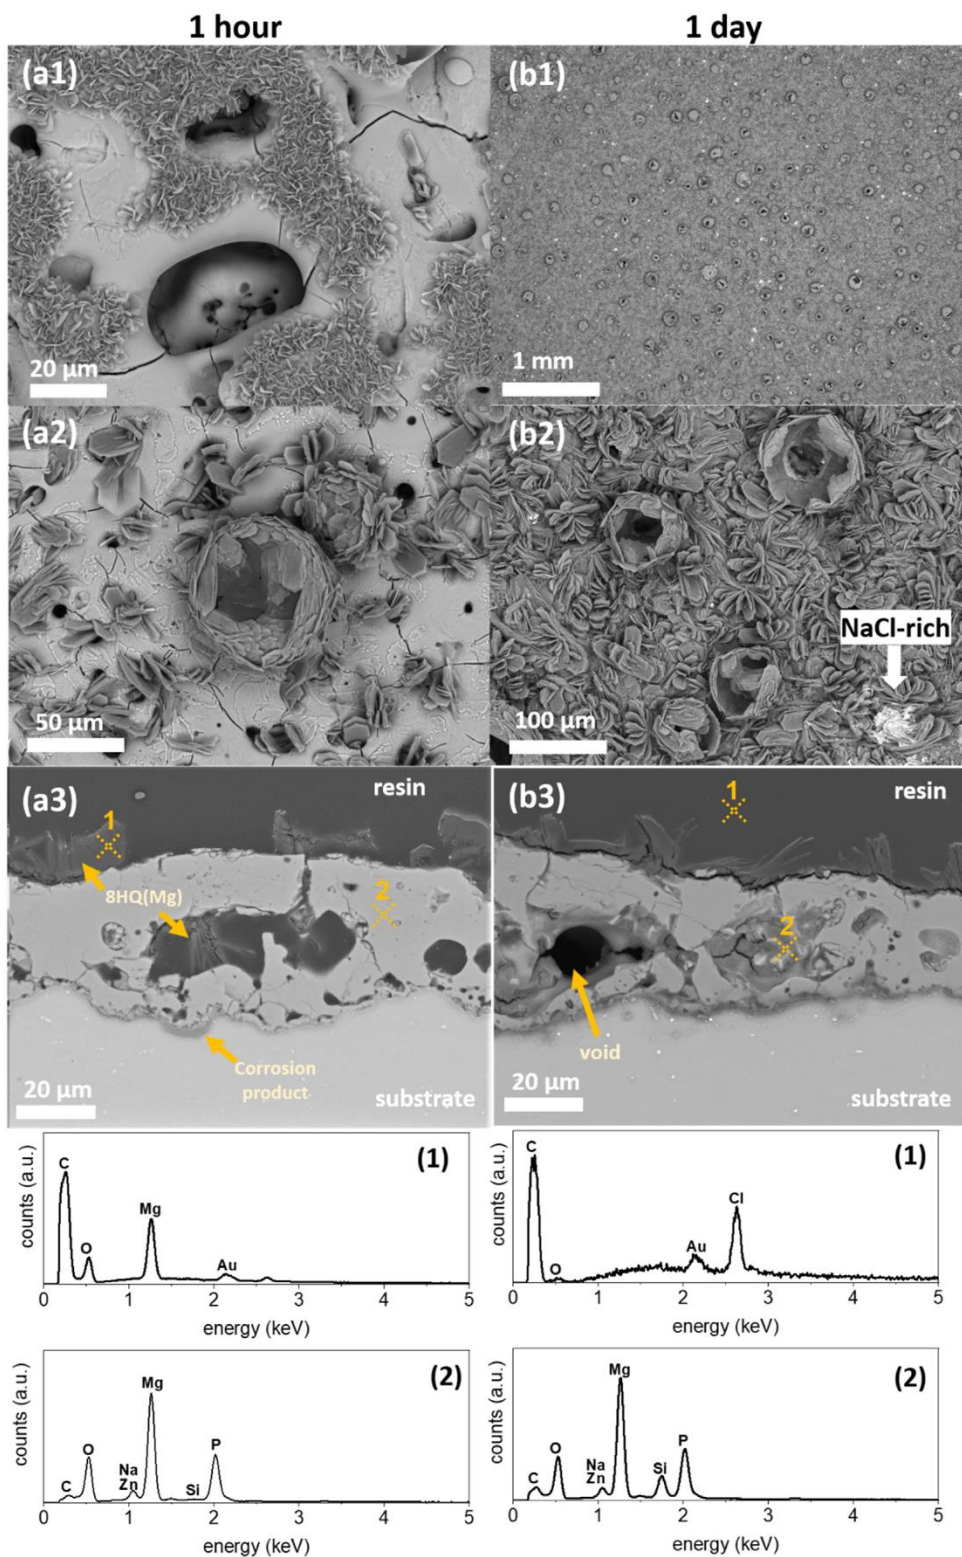 1 hour
1 day
(a1)
20 µm
(b1)
1 mm
(a2)
50 µm
(b2)
NaCl-rich
100 µm
(a3)
resin
1
8HQ(Mg)
2
Corrosion
product
20 µm
substrate
(b3)
1
resin
2
void
20 µm
substrate
(1)
counts (a.u.)
C
O
Mg
Au
0 1 2 3 4 5
energy (keV)
(1)
counts (a.u.)
C
O
Au
Cl
0 1 2 3 4 5
energy (keV)
(2)
counts (a.u.)
C
O
Na
Zn
Mg
Si
P
0 1 2 3 4 5
energy (keV)
(2)
counts (a.u.)
C
O
Na
Zn
Mg
Si
P
0 1 2 3 4 5
energy (keV)